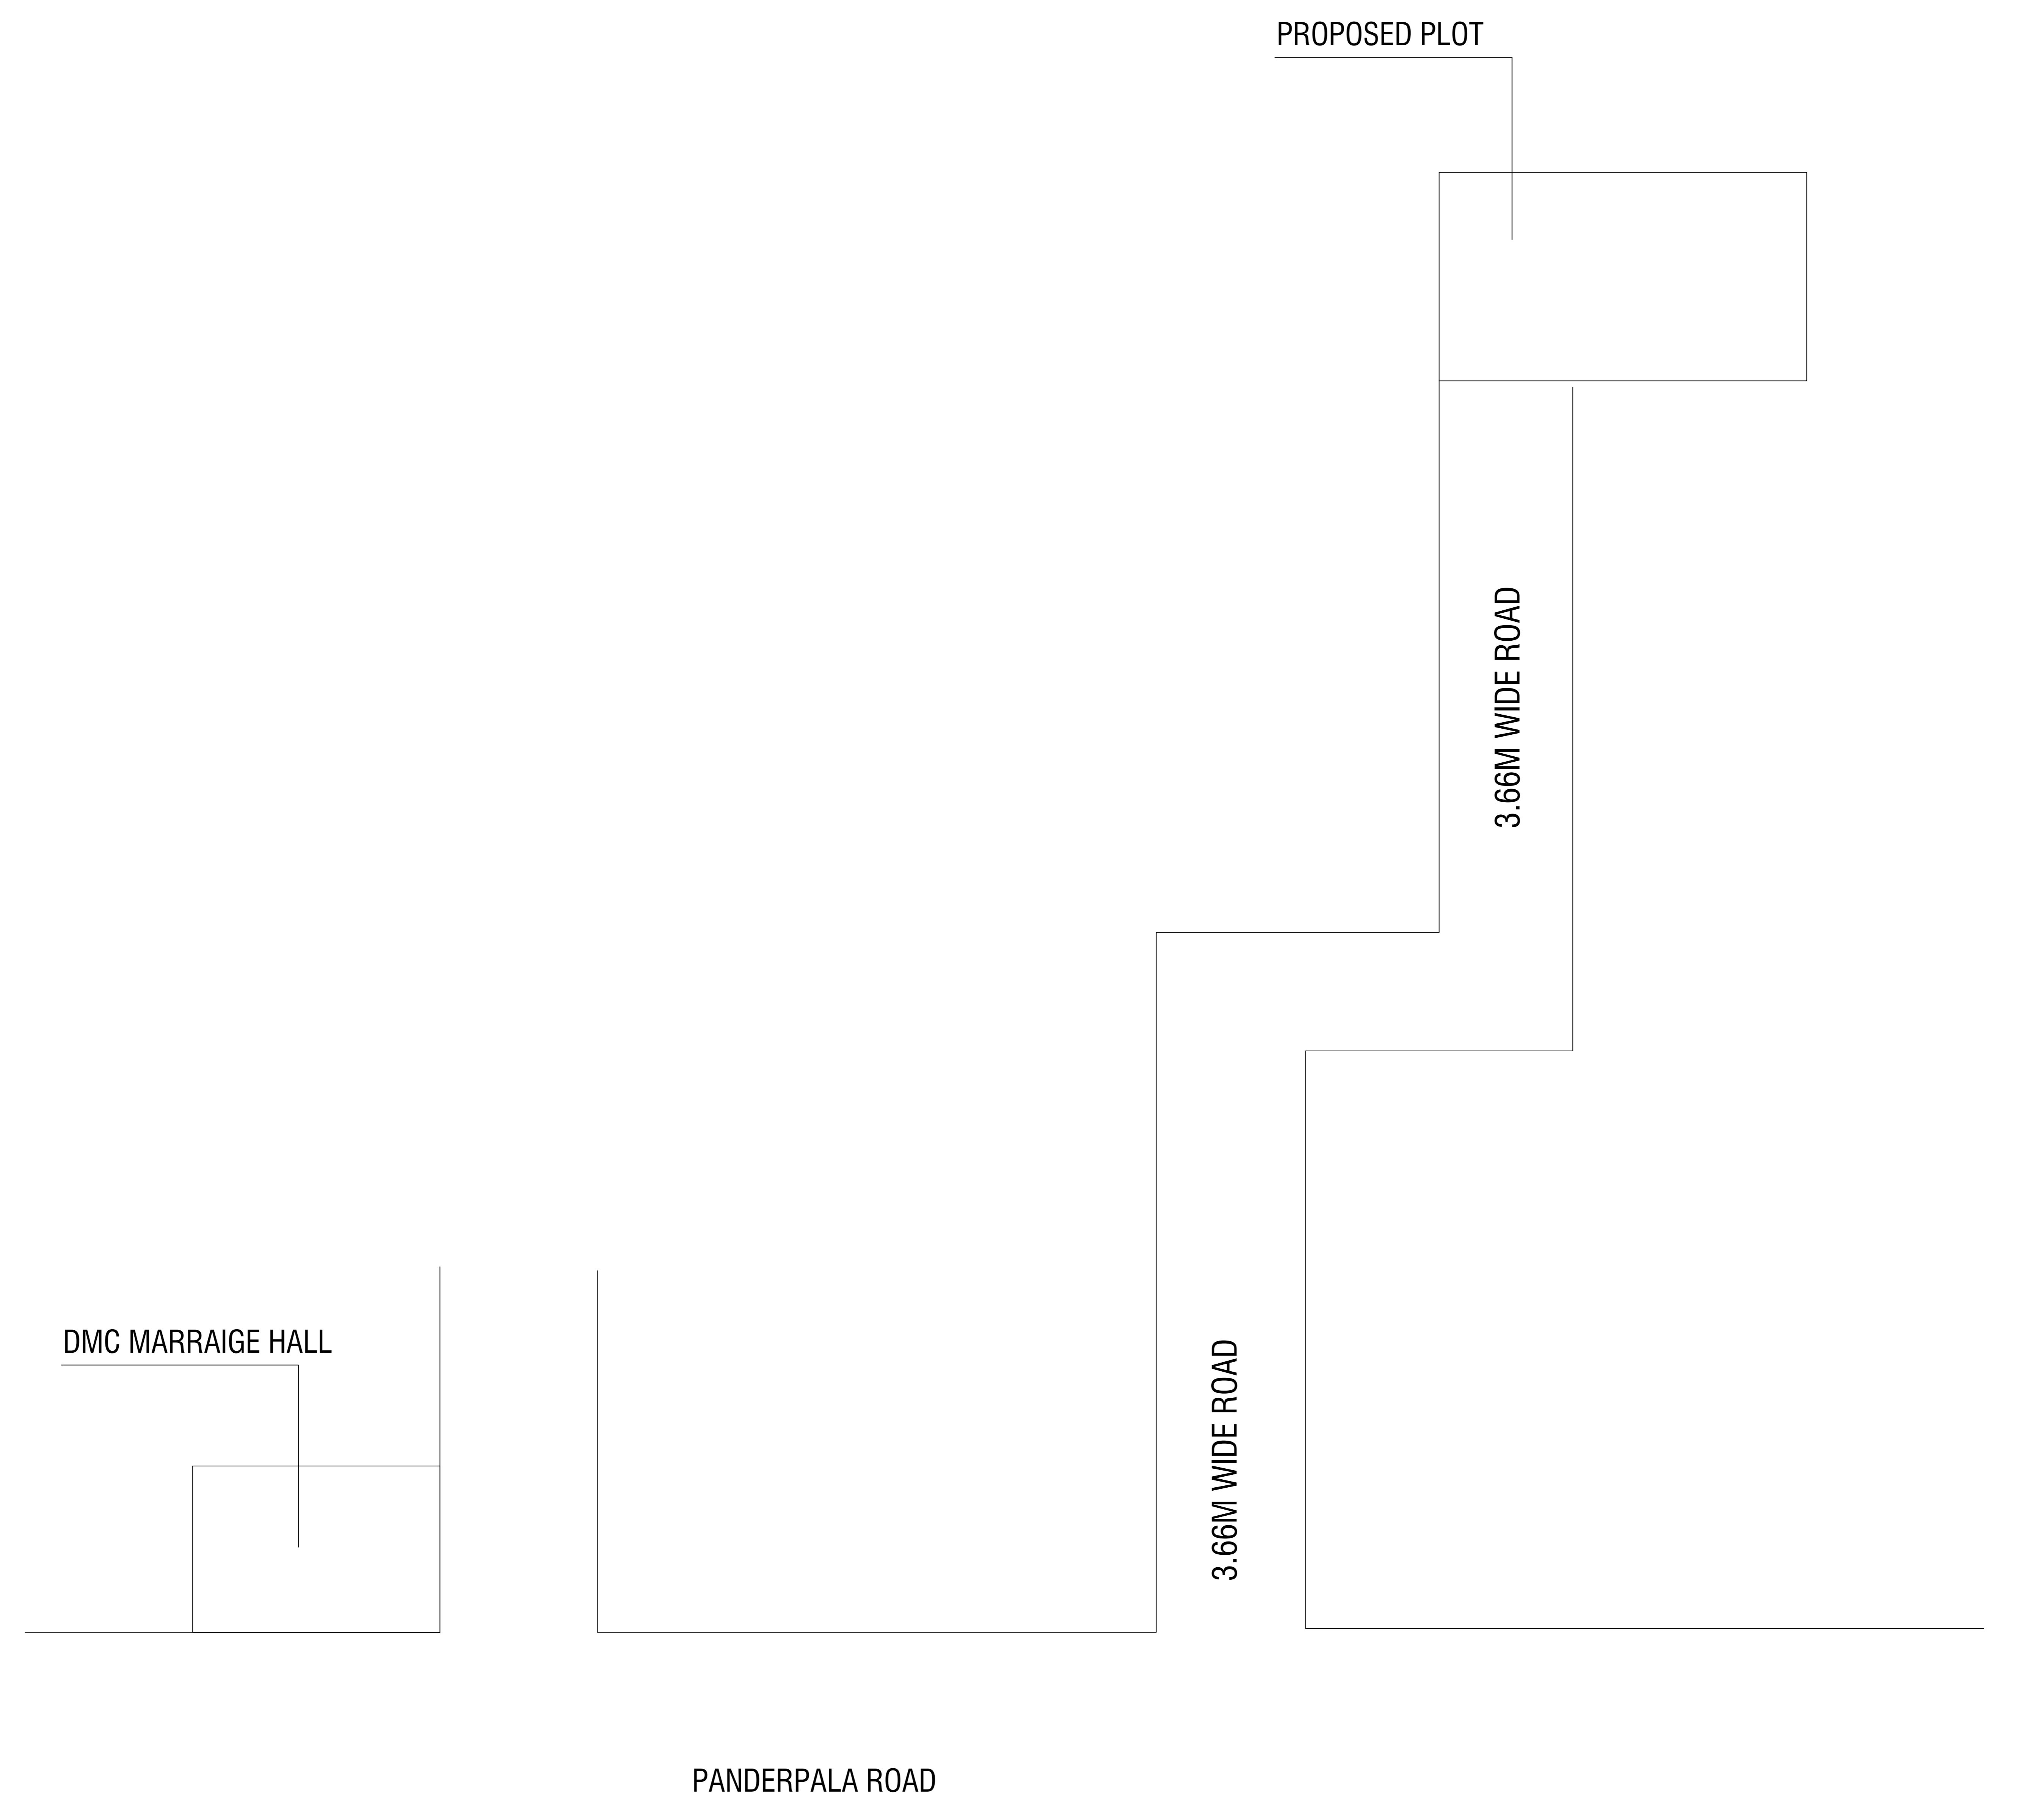 PROPOSED PLOT
3.66M WIDE ROAD
DMC MARRAIGE HALL
3.66M WIDE ROAD
PANDERPALA ROAD